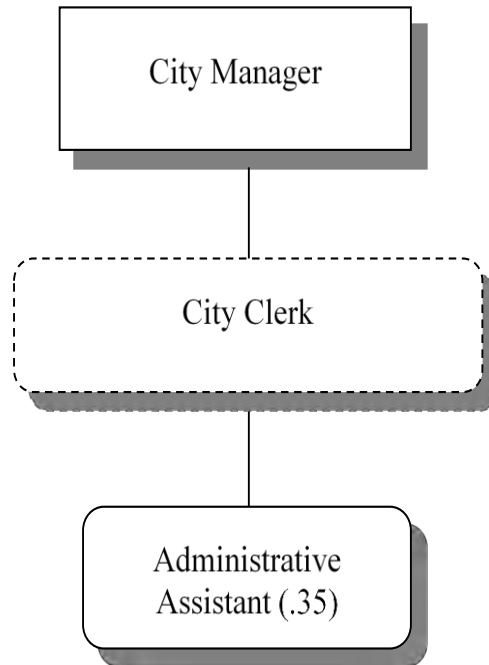 City Manager
City Clerk
Administrative
Assistant (.35)